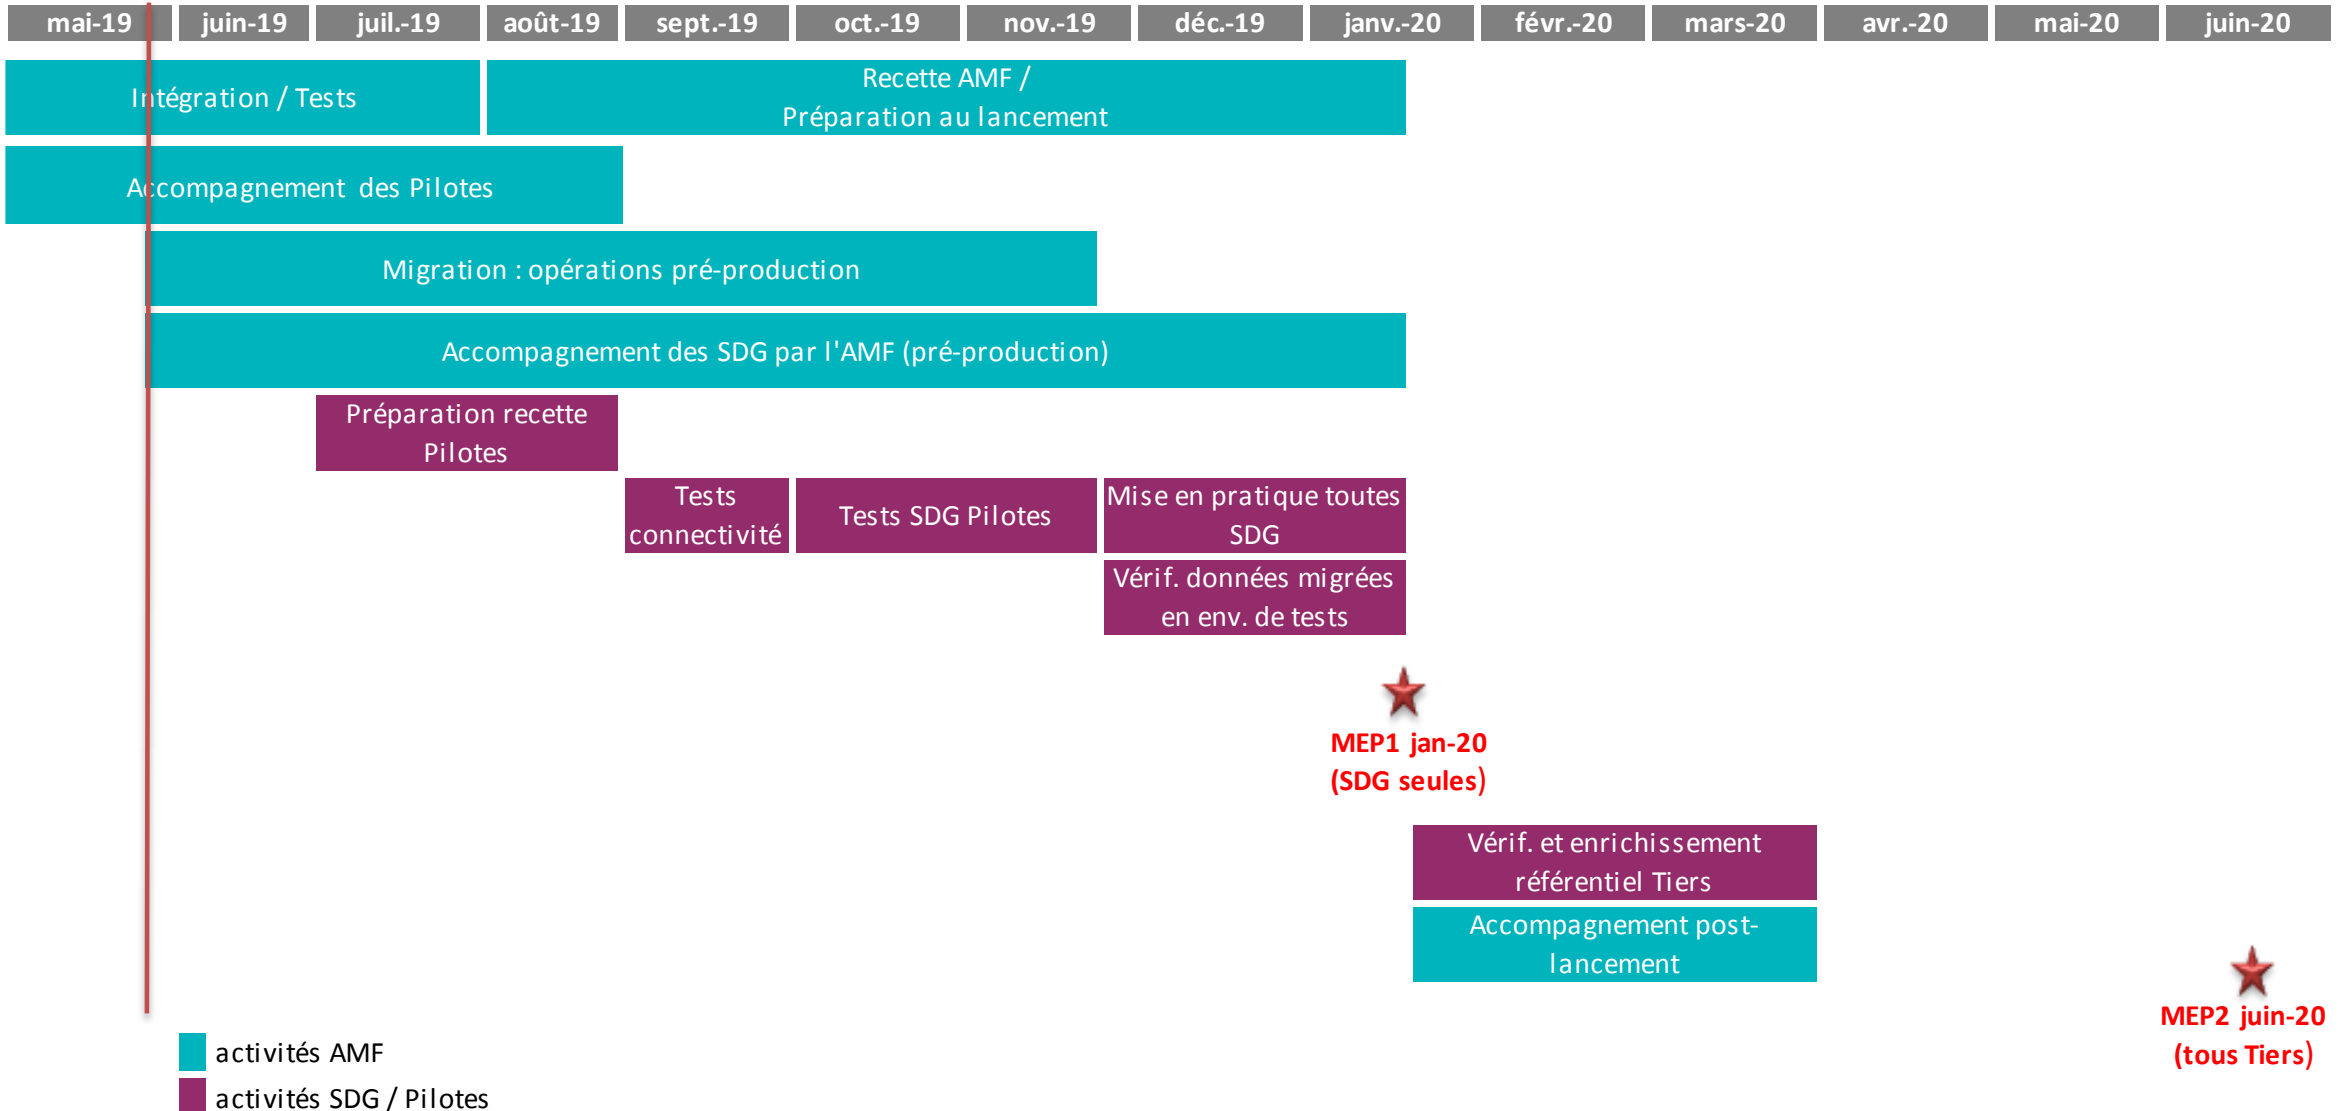 mai-19 juin-19 juil.-19 août-19 sept.-19 oct.-19 nov.-19 déc.-19 janv.-20 févr.-20 mars-20 avr.-20 mai-20 juin-20
Intégration / Tests
Recette AMF /
Préparation au lancement
Accompagnement des Pilotes
Migration : opérations pré-production
Accompagnement des SDG par l'AMF (pré-production)
Préparation recette
Pilotes
Tests
connectivité
Tests SDG Pilotes
Mise en pratique toutes
SDG
Vérif. données migrées
en env. de tests
MEP1 jan-20
(SDG seules)
Vérif. et enrichissement
référentiel Tiers
Accompagnement post-
lancement
MEP2 juin-20
(tous Tiers)
activités AMF
activités SDG / Pilotes